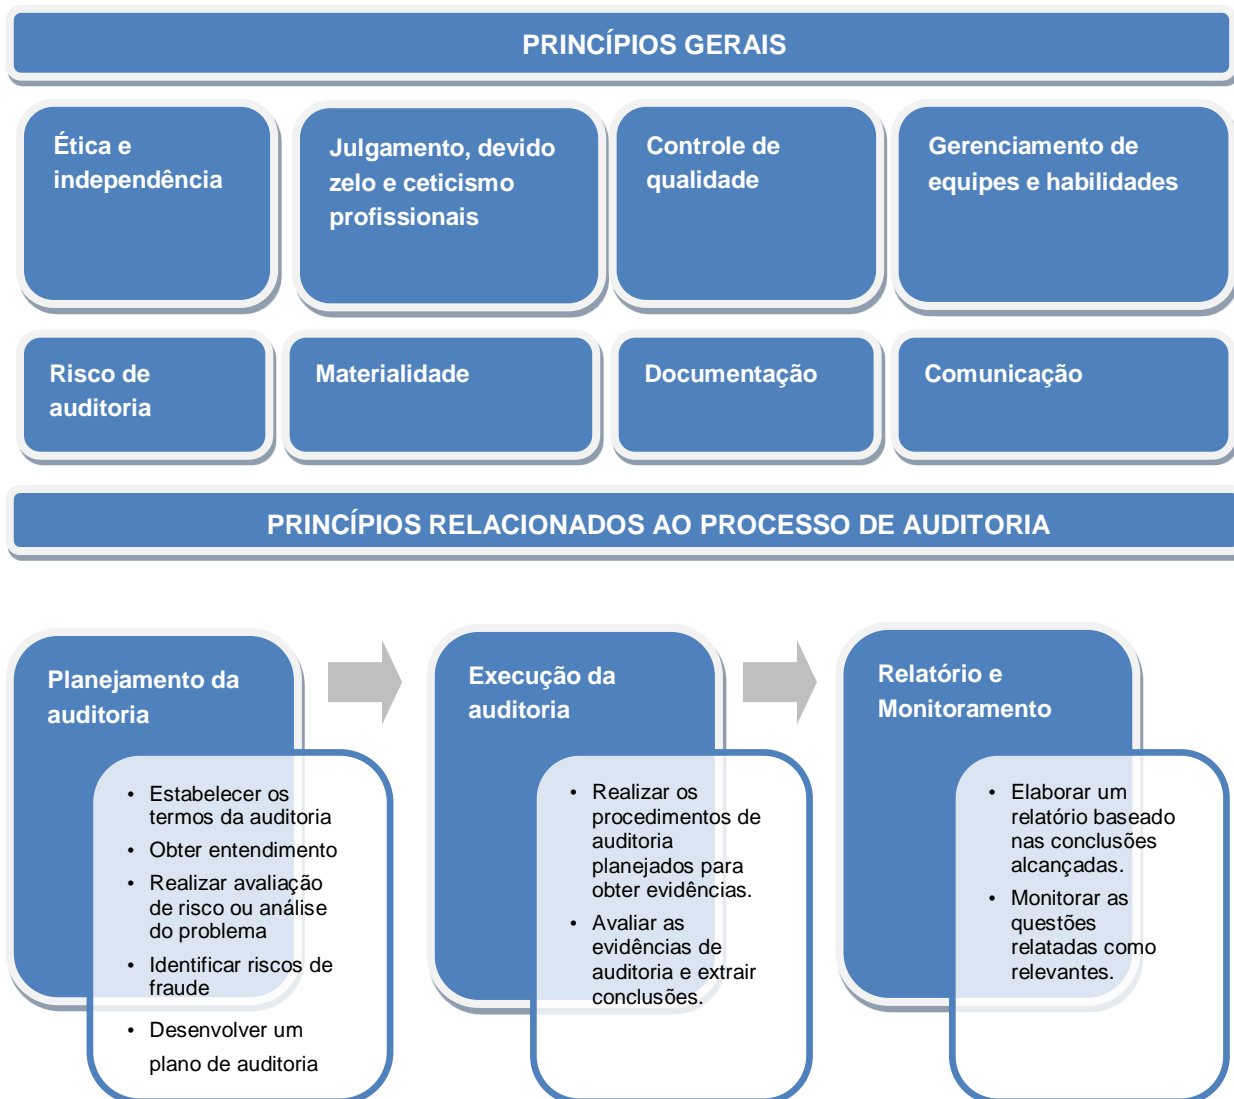 PRINCÍPIOS GERAIS
Ética e
independência
Julgamento, devido
zelo e ceticismo
profissionais
Controle de
qualidade
Gerenciamento de
equipes e habilidades
Risco de
auditoria
Materialidade
Documentação
Comunicação
PRINCÍPIOS RELACIONADOS AO PROCESSO DE AUDITORIA
Planejamento da
auditoria
• Estabelecer os
termos da auditoria
• Obter entendimento
• Realizar avaliação
de risco ou análise
do problema
• Identificar riscos de
fraude
• Desenvolver um
plano de auditoria
Execução da
auditoria
• Realizar os
procedimentos de
auditoria
planejados para
obter evidências.
• Avaliar as
evidências de
auditoria e extrair
conclusões.
Relatório e
Monitoramento
• Elaborar um
relatório baseado
nas conclusões
alcançadas.
• Monitorar as
questões
relatadas como
relevantes.